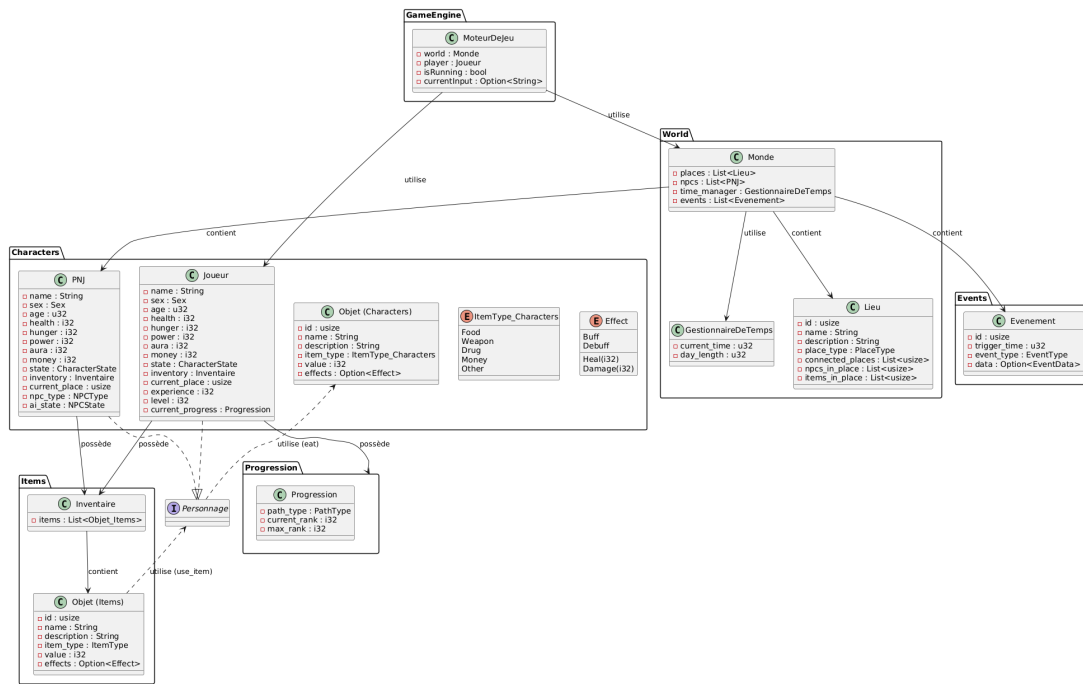 GameEngine
C MoteurDeJeu
world : Monde
player : Joueur
isRunning : bool
currentInput : Option<String>
utilise
utilise
World
C Monde
places : List<Lieu>
npcs : List<PNJ>
time_manager : GestionnaireDeTemps
events : List<Evenement>
contient
utilise
contient
contient
Characters
C PNJ
name : String
sex : Sex
age : u32
health : i32
hunger : i32
power : i32
aura : i32
money : i32
state : CharacterState
inventory : Inventaire
current_place : usize
npc_type : NPCType
ai_state : NPCState
C Joueur
name : String
sex : Sex
age : u32
health : i32
hunger : i32
power : i32
aura : i32
money : i32
state : CharacterState
inventory : Inventaire
current_place : usize
experience : i32
level : i32
current_progress : Progression
C Objet (Characters)
id : usize
name : String
description : String
item_type : ItemType_Characters
value : i32
effects : Option<Effect>
E ItemType_Characters
Food
Weapon
Drug
Money
Other
E Effect
Buff
Debuff
Heal(i32)
Damage(i32)
C GestionnaireDeTemps
current_time : u32
day_length : u32
C Lieu
id : usize
name : String
description : String
place_type : PlaceType
connected_places : List<usize>
npcs_in_place : List<usize>
items_in_place : List<usize>
Events
C Evenement
id : usize
trigger_time : u32
event_type : EventType
data : Option<EventData>
possède
possède
utilise (eat)
possède
Items
C Inventaire
items : List<Objet_Items>
I Personnage
Progression
C Progression
path_type : PathType
current_rank : i32
max_rank : i32
contient
utilise (use_item)
C Objet (Items)
id : usize
name : String
description : String
item_type : ItemType
value : i32
effects : Option<Effect>